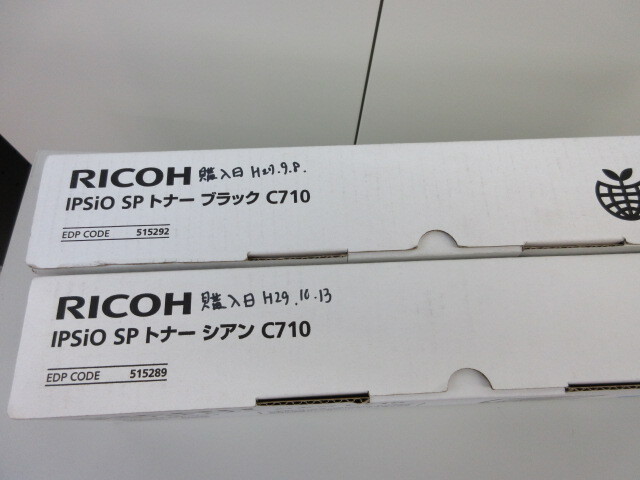 RICOH 購入日 H29.9.8.
IPSiO SP トナー ブラック C710
EDP CODE 515292
RICOH 購入日 H29.10.13
IPSiO SP トナー シアン C710
EDP CODE 515289